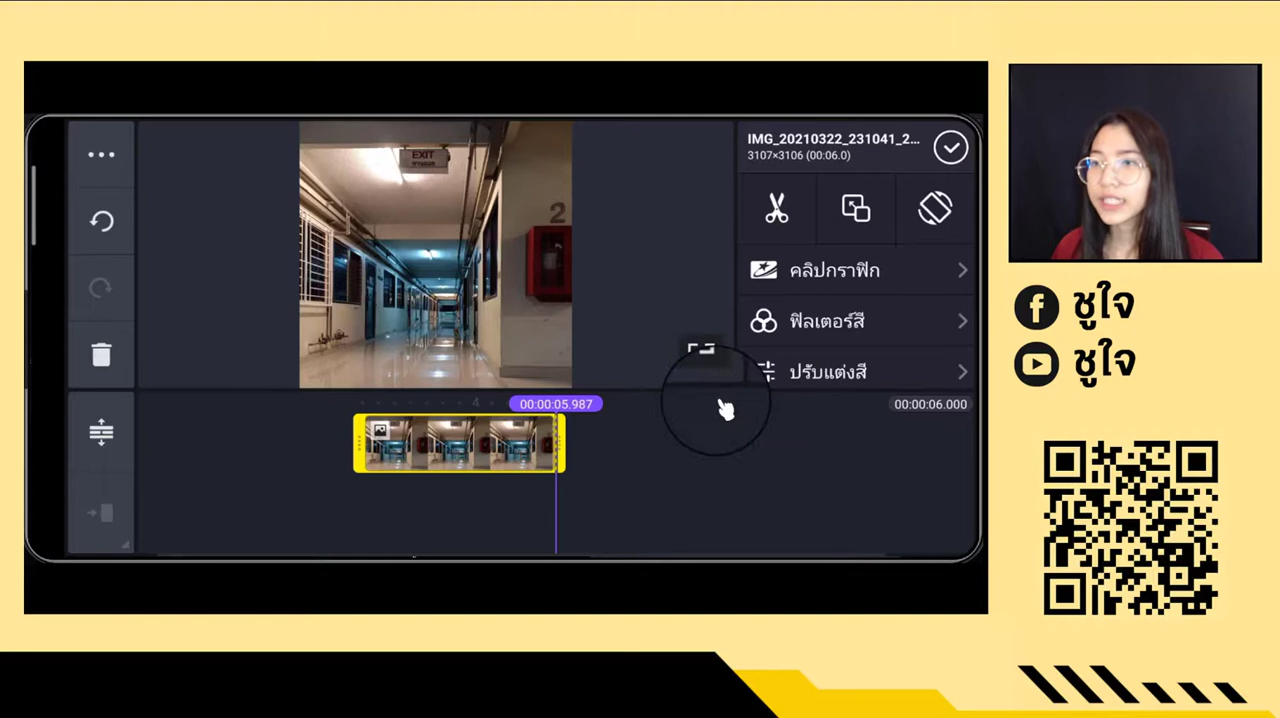 EXIT
2
IMG_20210322_231041_2...
3107×3106 (00:06.0)
คลิปกราฟิก
ฟิลเตอร์สี
ปรับแต่งสี
4
00:00:05.987
00:00:06.000
f ชูใจ
ชูใจ